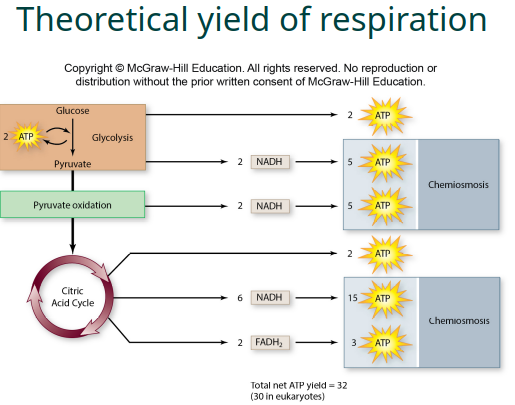 Theoretical yield of respiration
Copyright © McGraw-Hill Education. All rights reserved. No reproduction or
distribution without the prior written consent of McGraw-Hill Education.
Glucose
2 ATP
Glycolysis
Pyruvate
2 ATP
2 NADH
5 ATP
Chemiosmosis
Pyruvate oxidation
2 NADH
5 ATP
2 ATP
Citric
Acid Cycle
6 NADH
15 ATP
Chemiosmosis
2 FADH₂
3 ATP
Total net ATP yield = 32
(30 in eukaryotes)